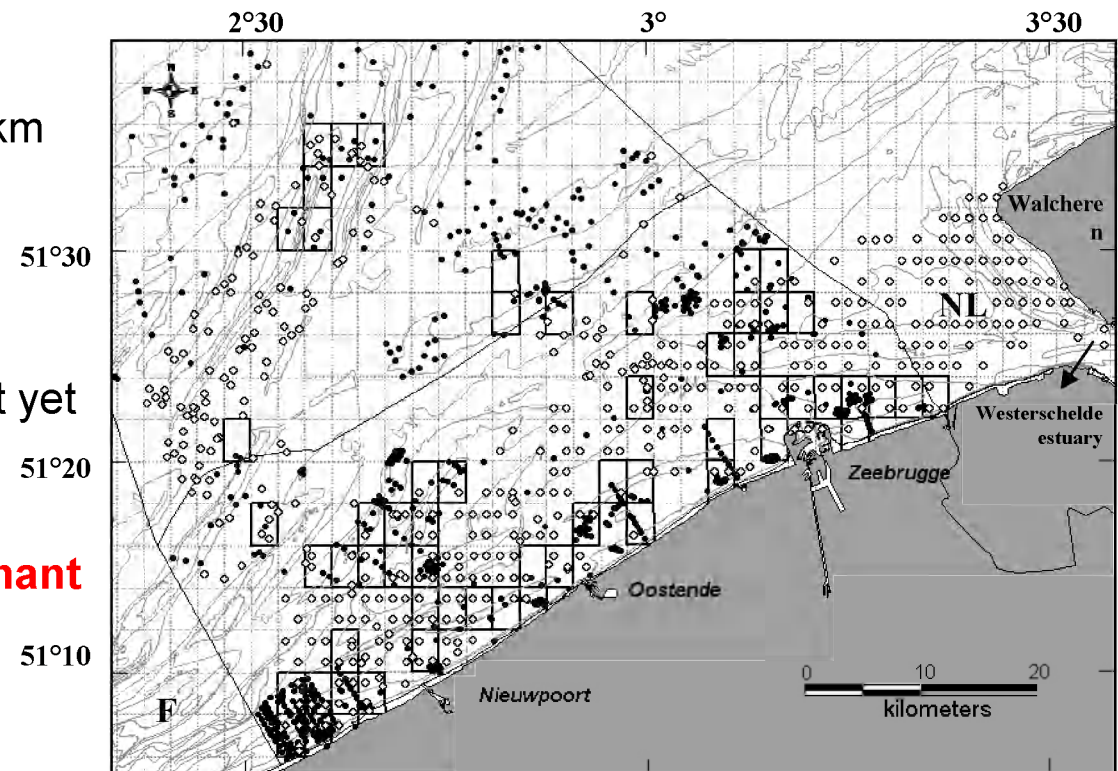 2°30
3°
3°30
N
W
E
S
km
Walchere
n
51°30
NL
t yet
Westerschelde
estuary
51°20
Zeebrugge
nant
Oostende
51°10
0
10
20
Nieuwpoort
kilometers
F